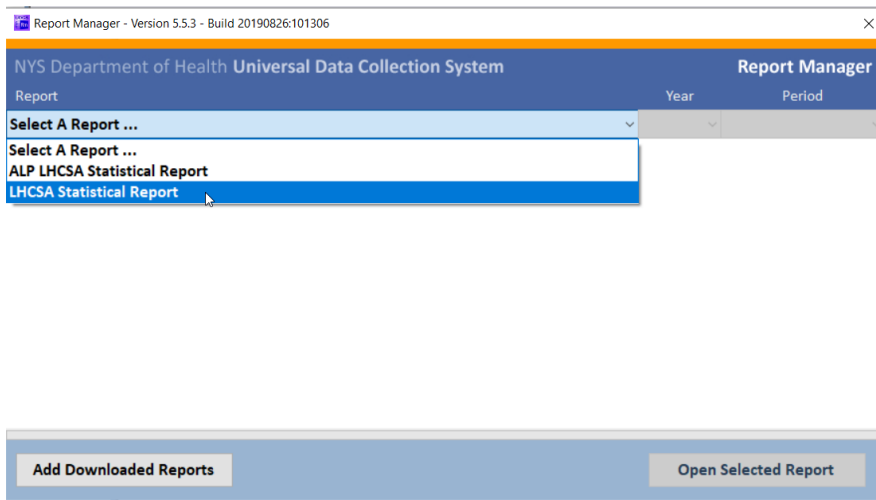 Report Manager - Version 5.5.3 - Build 20190826:101306
NYS Department of Health Universal Data Collection System Report Manager
Report Year Period
Select A Report ...
Select A Report ...
ALP LHCSA Statistical Report
LHCSA Statistical Report
Add Downloaded Reports Open Selected Report